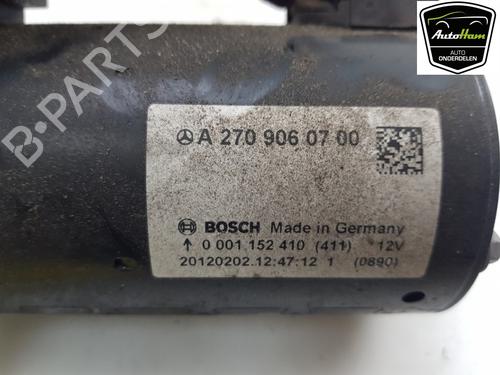 AutoHam
AUTO
ONDERDELEN
B-PARTS
A 270 906 07 00
BOSCH Made in Germany
↑ 0 001 152 410 (411) 12V
20120202.12:47:12 1 (0890)